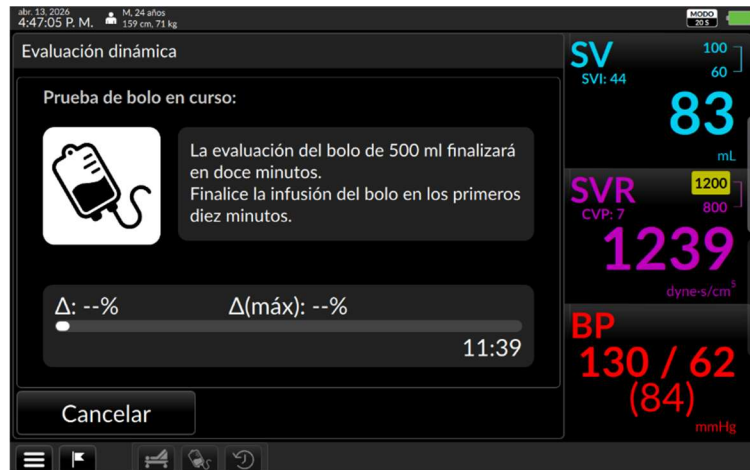 abr. 13, 2026
4:47:05 P. M.
M, 24 años
159 cm, 71 kg
MODO
20 S
Evaluación dinámica
Prueba de bolo en curso:
La evaluación del bolo de 500 ml finalizará
en doce minutos.
Finalice la infusión del bolo en los primeros
diez minutos.
Δ: --%
Δ(máx): --%
11:39
Cancelar
SV
SVI: 44
100
60
83
mL
SVR
CVP: 7
1200
800
1239
dyne-s/cm⁵
BP
130 / 62
(84)
mmHg